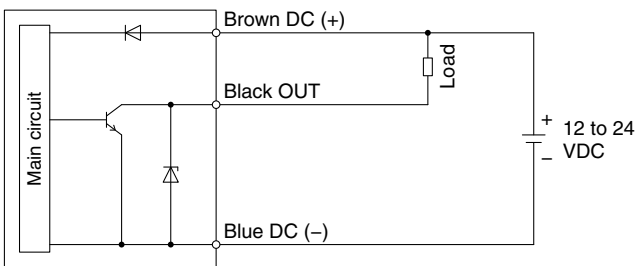 Brown DC (+)
Main circuit
Load
Black OUT
+
12 to 24
VDC
−
Blue DC (−)